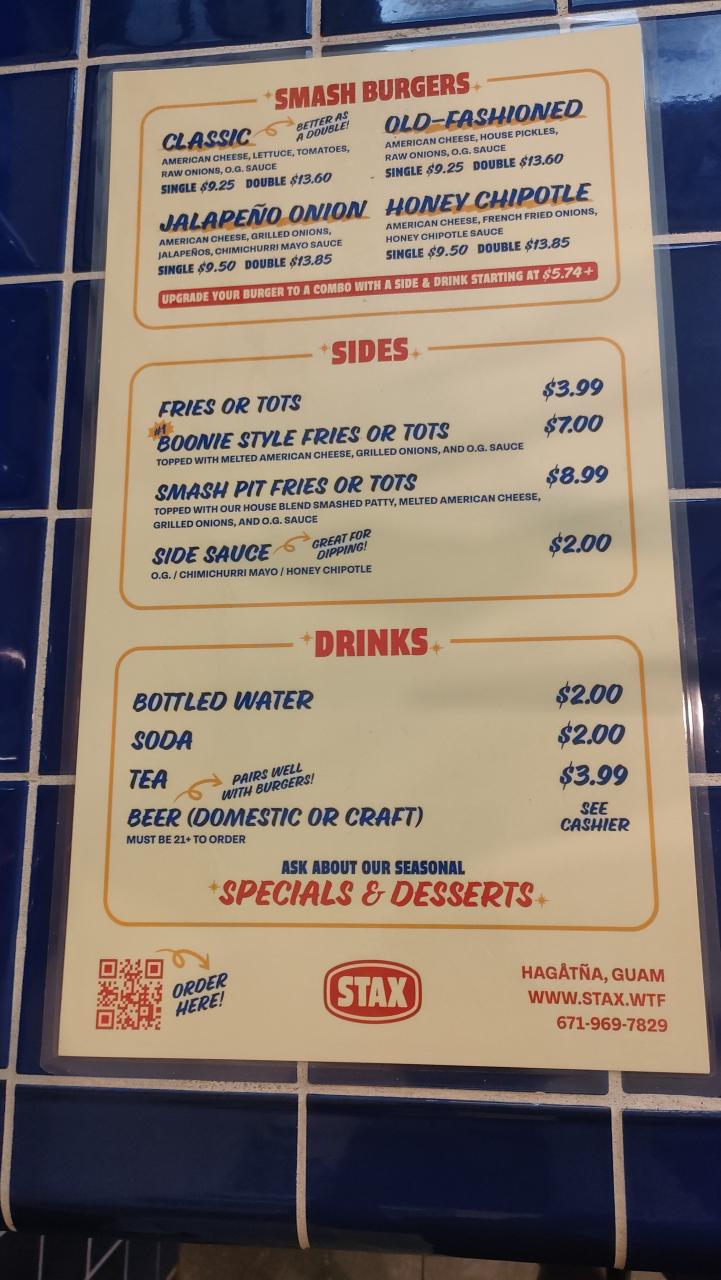 SMASH BURGERS
CLASSIC
BETTER AS
A DOUBLE!
AMERICAN CHEESE, LETTUCE, TOMATOES,
RAW ONIONS, O.G. SAUCE
SINGLE $9.25 DOUBLE $13.60
OLD-FASHIONED
AMERICAN CHEESE, HOUSE PICKLES,
RAW ONIONS, O.G. SAUCE
SINGLE $9.25 DOUBLE $13.60
JALAPEÑO ONION
AMERICAN CHEESE, GRILLED ONIONS,
JALAPEÑOS, CHIMICHURRI MAYO SAUCE
SINGLE $9.50 DOUBLE $13.85
HONEY CHIPOTLE
AMERICAN CHEESE, FRENCH FRIED ONIONS,
HONEY CHIPOTLE SAUCE
SINGLE $9.50 DOUBLE $13.85
UPGRADE YOUR BURGER TO A COMBO WITH A SIDE & DRINK STARTING AT $5.74+
SIDES
FRIES OR TOTS $3.99
#1
BOONIE STYLE FRIES OR TOTS $7.00
TOPPED WITH MELTED AMERICAN CHEESE, GRILLED ONIONS, AND O.G. SAUCE
SMASH PIT FRIES OR TOTS $8.99
TOPPED WITH OUR HOUSE BLEND SMASHED PATTY, MELTED AMERICAN CHEESE,
GRILLED ONIONS, AND O.G. SAUCE
SIDE SAUCE $2.00
GREAT FOR
DIPPING!
O.G. / CHIMICHURRI MAYO / HONEY CHIPOTLE
DRINKS
BOTTLED WATER $2.00
SODA $2.00
TEA $3.99
PAIRS WELL
WITH BURGERS!
BEER (DOMESTIC OR CRAFT)
SEE
CASHIER
MUST BE 21+ TO ORDER
ASK ABOUT OUR SEASONAL
SPECIALS & DESSERTS
ORDER
HERE!
STAX
HAGÅTÑA, GUAM
WWW.STAX.WTF
671-969-7829